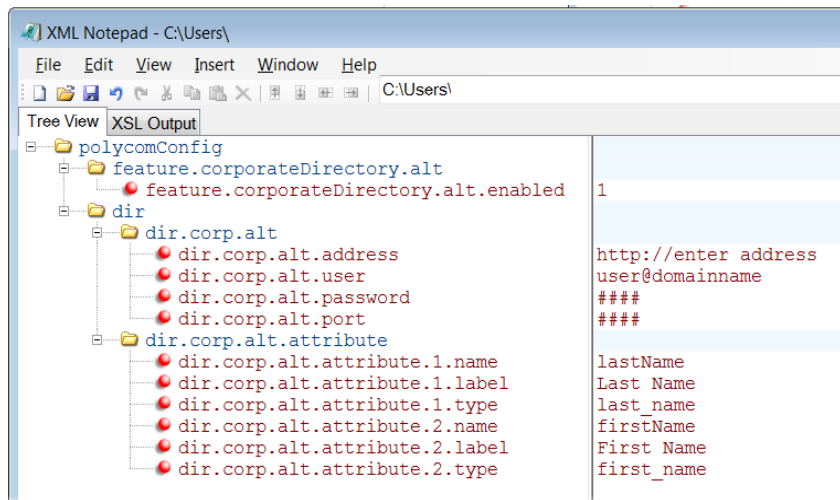 XML Notepad - C:\Users\
File Edit View Insert Window Help
C:\Users\
Tree View XSL Output
polycomConfig
feature.corporateDirectory.alt
feature.corporateDirectory.alt.enabled 1
dir
dir.corp.alt
dir.corp.alt.address http://enter address
dir.corp.alt.user user@domainname
dir.corp.alt.password ####
dir.corp.alt.port ####
dir.corp.alt.attribute
dir.corp.alt.attribute.1.name lastName
dir.corp.alt.attribute.1.label Last Name
dir.corp.alt.attribute.1.type last_name
dir.corp.alt.attribute.2.name firstName
dir.corp.alt.attribute.2.label First Name
dir.corp.alt.attribute.2.type first_name